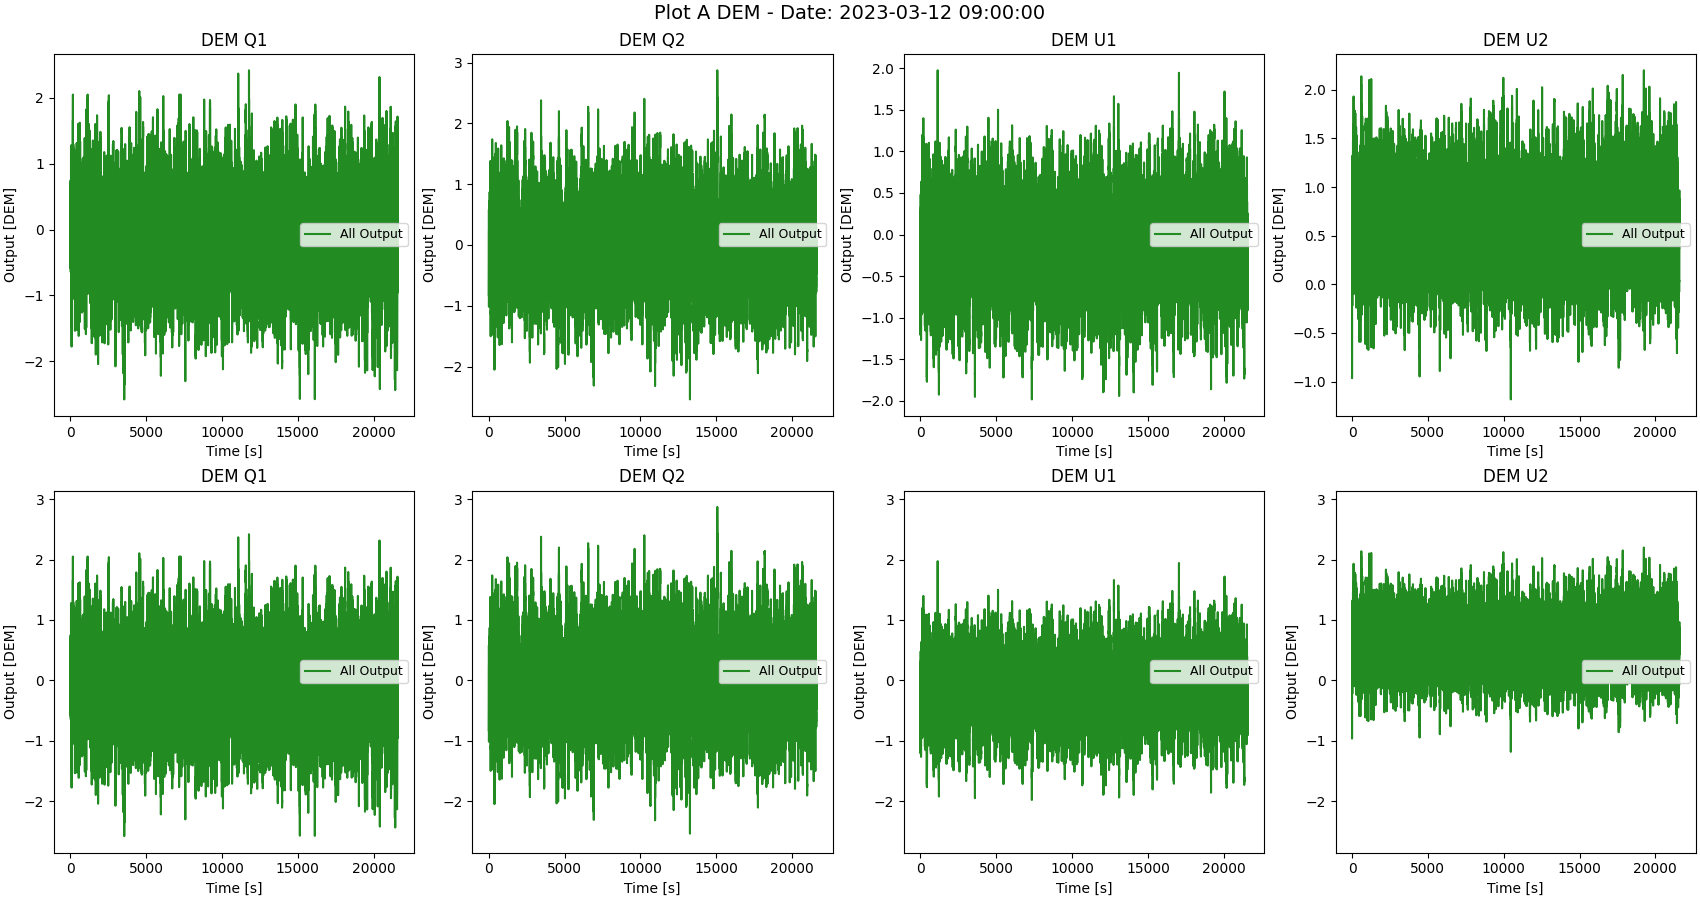 Plot A DEM - Date: 2023-03-12 09:00:00
DEM Q1
DEM Q2
DEM U1
DEM U2
Output [DEM]
2
1
0
−1
−2
All Output
0
5000
10000
15000
20000
Time [s]
Output [DEM]
3
2
1
0
−1
−2
All Output
0
5000
10000
15000
20000
Time [s]
Output [DEM]
2.0
1.5
1.0
0.5
0.0
−0.5
−1.0
−1.5
−2.0
All Output
0
5000
10000
15000
20000
Time [s]
Output [DEM]
2.0
1.5
1.0
0.5
0.0
−0.5
−1.0
All Output
0
5000
10000
15000
20000
Time [s]
DEM Q1
DEM Q2
DEM U1
DEM U2
Output [DEM]
3
2
1
0
−1
−2
All Output
0
5000
10000
15000
20000
Time [s]
Output [DEM]
3
2
1
0
−1
−2
All Output
0
5000
10000
15000
20000
Time [s]
Output [DEM]
3
2
1
0
−1
−2
All Output
0
5000
10000
15000
20000
Time [s]
Output [DEM]
3
2
1
0
−1
−2
All Output
0
5000
10000
15000
20000
Time [s]